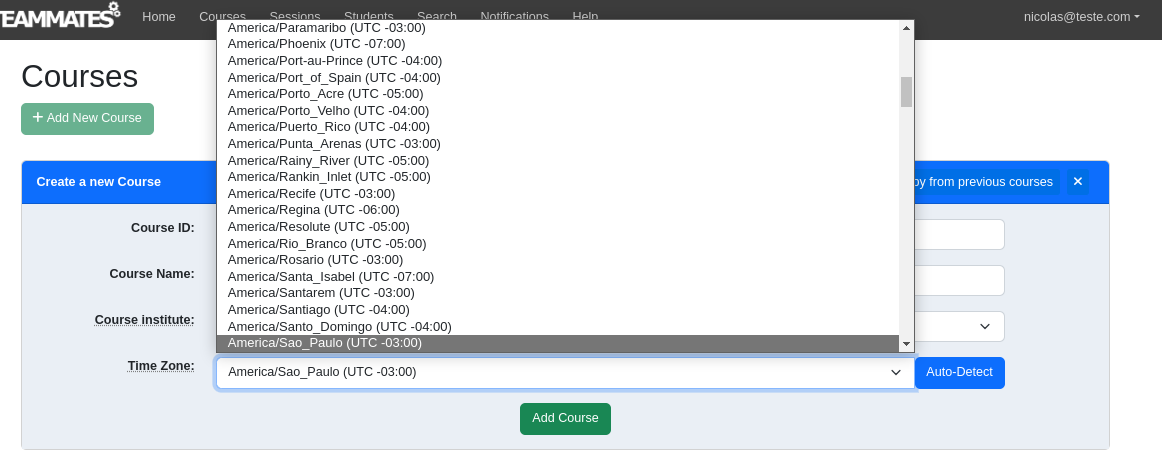 TEAMMATES Home Courses Sessions Students Search Notifications Help nicolas@teste.com
Courses
+ Add New Course
Create a new Course
by from previous courses ×
Course ID:
Course Name:
Course institute:
Time Zone:
America/Paramaribo (UTC -03:00)
America/Phoenix (UTC -07:00)
America/Port-au-Prince (UTC -04:00)
America/Port_of_Spain (UTC -04:00)
America/Porto_Acre (UTC -05:00)
America/Porto_Velho (UTC -04:00)
America/Puerto_Rico (UTC -04:00)
America/Punta_Arenas (UTC -03:00)
America/Rainy_River (UTC -05:00)
America/Rankin_Inlet (UTC -05:00)
America/Recife (UTC -03:00)
America/Regina (UTC -06:00)
America/Resolute (UTC -05:00)
America/Rio_Branco (UTC -05:00)
America/Rosario (UTC -03:00)
America/Santa_Isabel (UTC -07:00)
America/Santarem (UTC -03:00)
America/Santiago (UTC -04:00)
America/Santo_Domingo (UTC -04:00)
America/Sao_Paulo (UTC -03:00)
America/Sao_Paulo (UTC -03:00)
Auto-Detect
Add Course